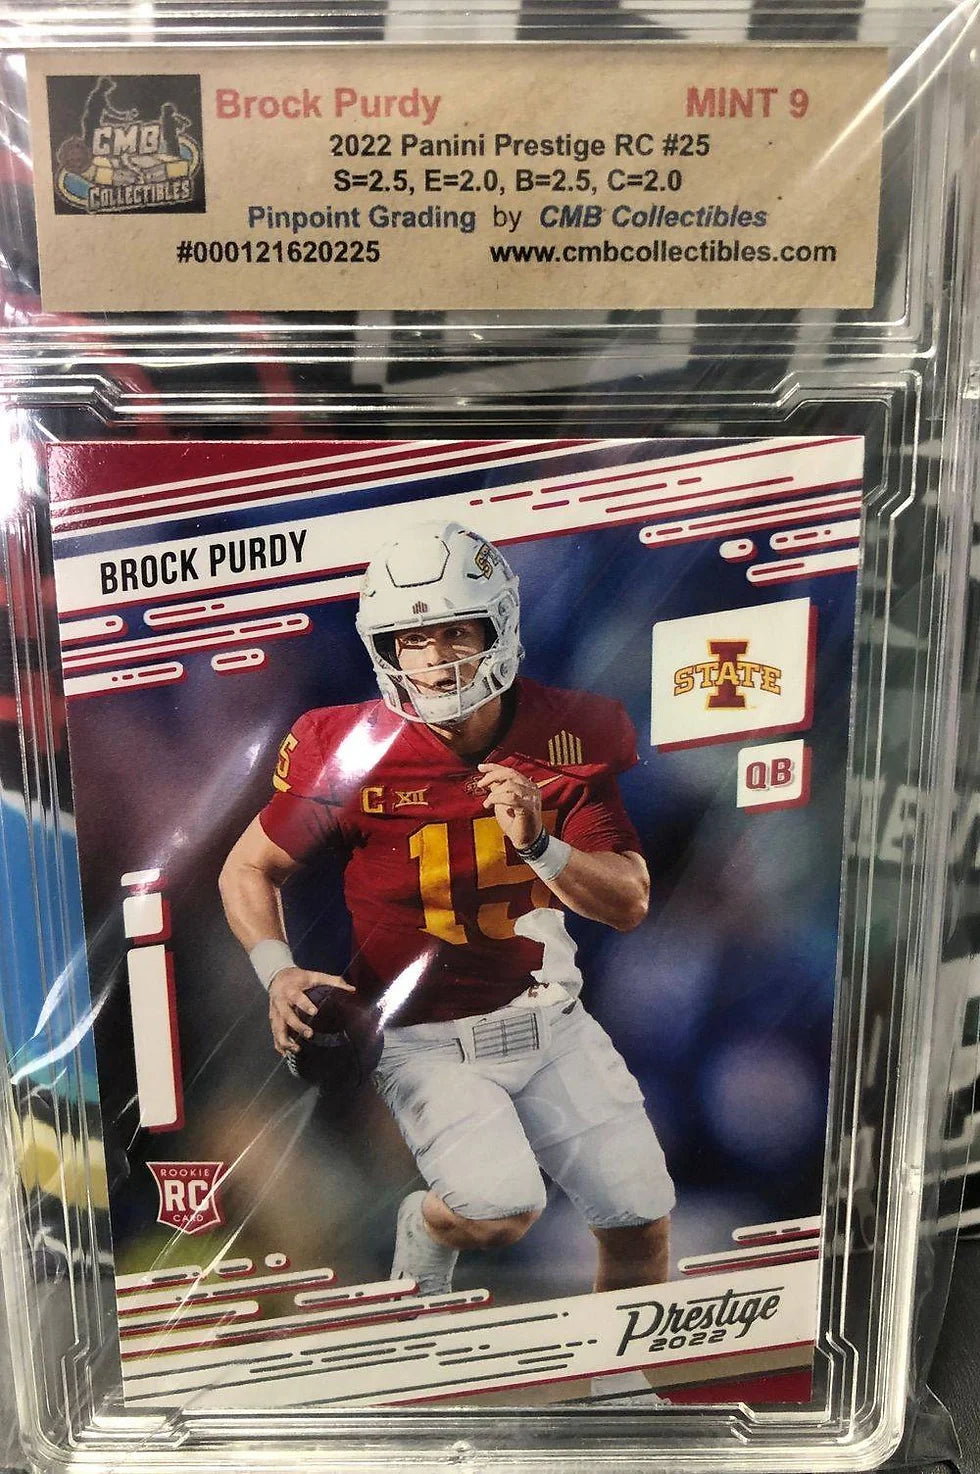 CMB
COLLECTIBLES
Brock Purdy
MINT 9
2022 Panini Prestige RC #25
S=2.5, E=2.0, B=2.5, C=2.0
Pinpoint Grading by CMB Collectibles
#000121620225
www.cmbcollectibles.com
BROCK PURDY
STATE
I
STATE
QB
C XII
15
ROOKIE
RC
CARD
Prestige
2022